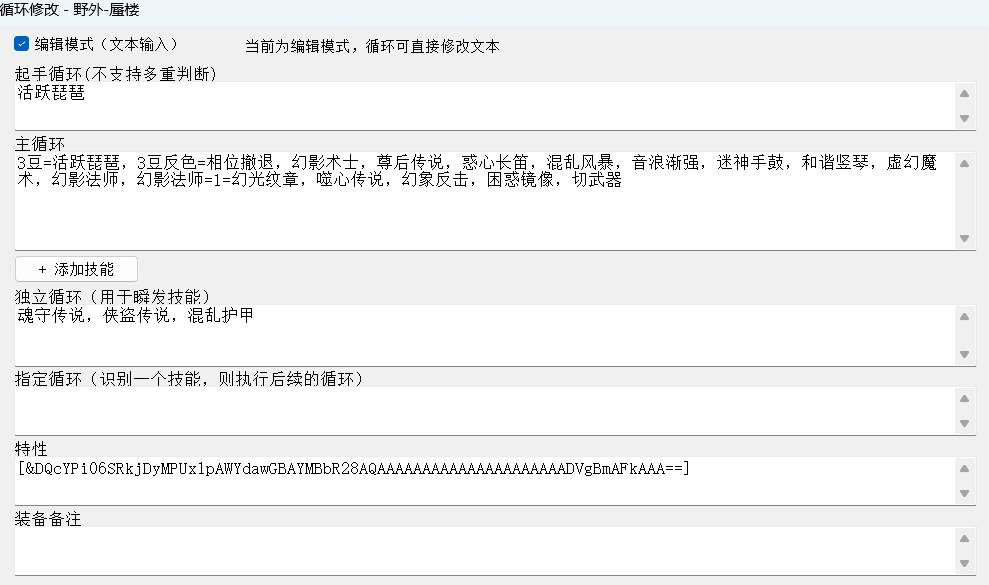 循环修改 - 野外-蜃楼
编辑模式（文本输入）
当前为编辑模式，循环可直接修改文本
起手循环(不支持多重判断)
活跃琵琶
主循环
3豆=活跃琵琶，3豆反色=相位撤退，幻影术士，尊后传说，惑心长笛，混乱风暴，音浪渐强，迷神手鼓，和谐竖琴，虚幻魔
术，幻影法师，幻影法师=1=幻光纹章，噬心传说，幻象反击，困惑镜像，切武器
+ 添加技能
独立循环（用于瞬发技能）
魂守传说，侠盗传说，混乱护甲
指定循环（识别一个技能，则执行后续的循环）
特性
[&DQcYPi06SRkjDyMPUx1pAWYdawGBAYMBbR28AQAAAAAAAAAAAAAAAAAAAAADVgBmAFkAAA==]
装备备注